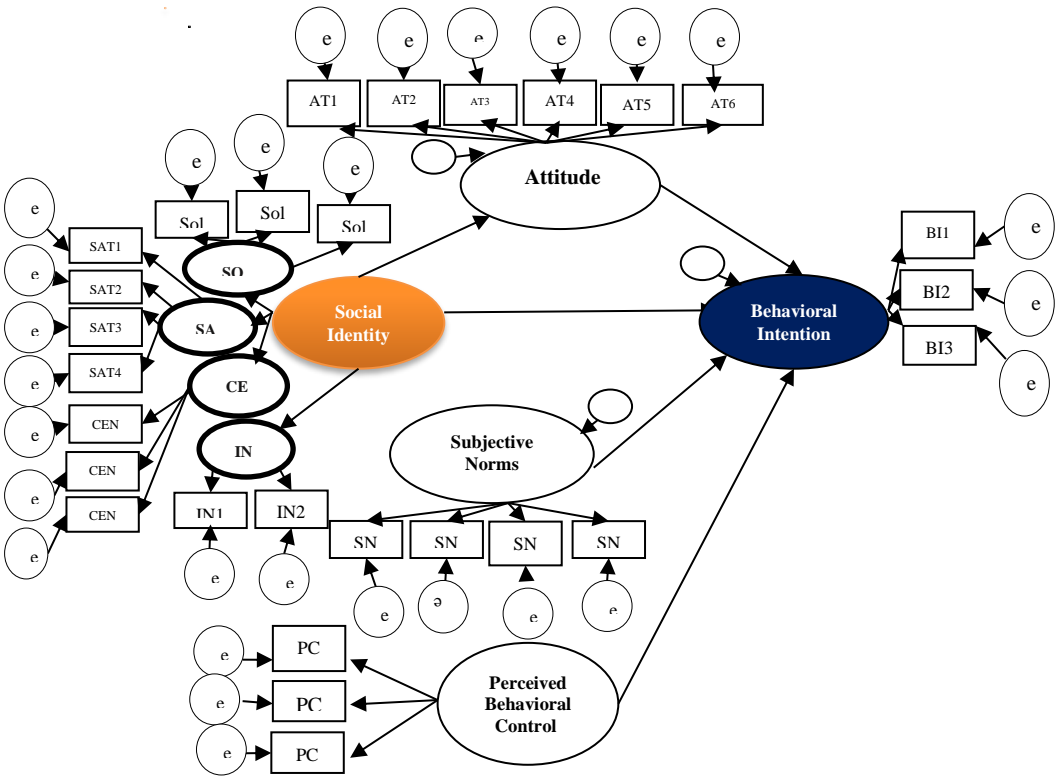 e
e
e
e
e
e
AT1
AT2
AT3
AT4
AT5
AT6
e
e
e
Sol
Sol
Sol
Attitude
e
e
e
e
e
e
e
SAT1
SAT2
SAT3
SAT4
CEN
CEN
CEN
SO
SA
CE
IN
Social
Identity
Behavioral
Intention
BI1
BI2
BI3
e
e
e
IN1
IN2
e
e
Subjective
Norms
SN
SN
SN
SN
e
e
e
e
e
e
e
PC
PC
PC
Perceived
Behavioral
Control